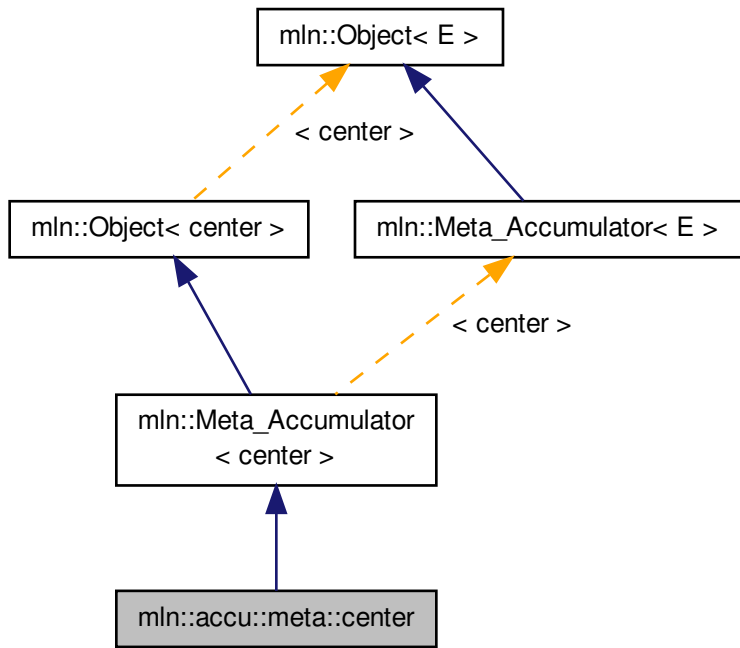 mln::Object< E >
< center >
mln::Object< center >
mln::Meta_Accumulator< E >
< center >
mln::Meta_Accumulator
< center >
mln::accu::meta::center